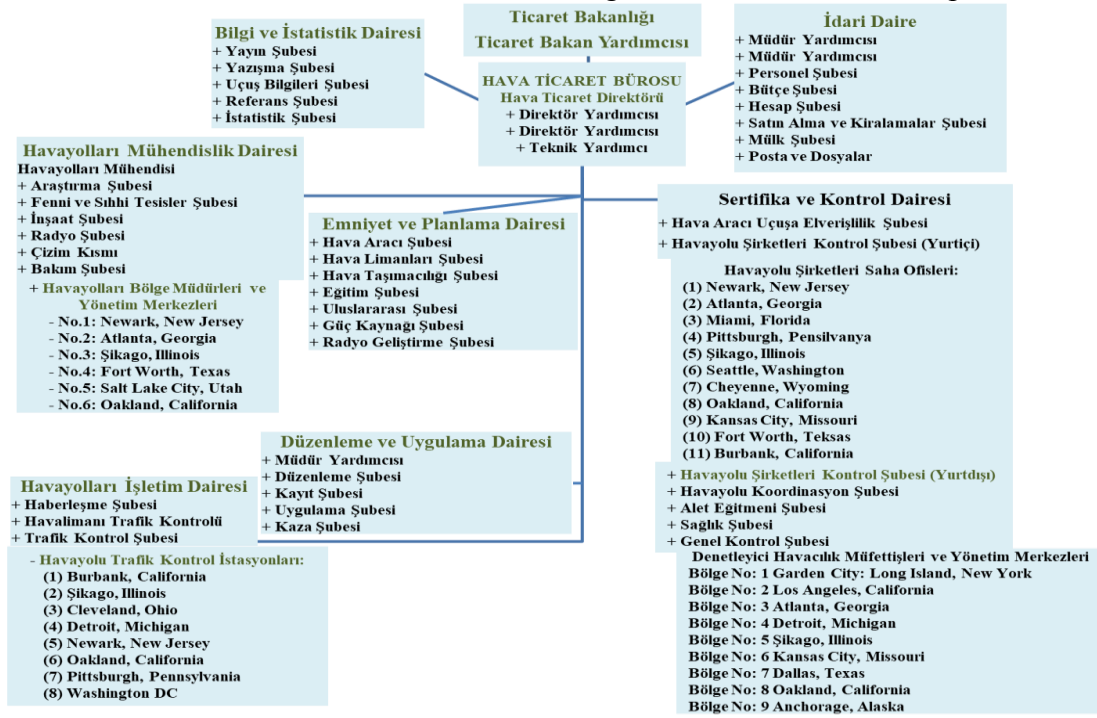 Ticaret Bakanlığı
Ticaret Bakan Yardımcısı
HAVA TİCARET BÜROSU
Hava Ticaret Direktörü
+ Direktör Yardımcısı
+ Direktör Yardımcısı
+ Teknik Yardımcı
Bilgi ve İstatistik Dairesi
+ Yayın Şubesi
+ Yazışma Şubesi
+ Uçuş Bilgileri Şubesi
+ Referans Şubesi
+ İstatistik Şubesi
İdari Daire
+ Müdür Yardımcısı
+ Müdür Yardımcısı
+ Personel Şubesi
+ Bütçe Şubesi
+ Hesap Şubesi
+ Satın Alma ve Kiralamalar Şubesi
+ Mülk Şubesi
+ Posta ve Dosyalar
Havayolları Mühendislik Dairesi
Havayolları Mühendisi
+ Araştırma Şubesi
+ Fenni ve Sıhhi Tesisler Şubesi
+ İnşaat Şubesi
+ Radyo Şubesi
+ Çizim Kısmı
+ Bakım Şubesi
+ Havayolları Bölge Müdürleri ve
Yönetim Merkezleri
- No.1: Newark, New Jersey
- No.2: Atlanta, Georgia
- No.3: Şikago, Illinois
- No.4: Fort Worth, Texas
- No.5: Salt Lake City, Utah
- No.6: Oakland, California
Emniyet ve Planlama Dairesi
+ Hava Aracı Şubesi
+ Hava Limanları Şubesi
+ Hava Taşımacılığı Şubesi
+ Eğitim Şubesi
+ Uluslararası Şubesi
+ Güç Kaynağı Şubesi
+ Radyo Geliştirme Şubesi
Sertifika ve Kontrol Dairesi
+ Hava Aracı Uçuşa Elverişlilik Şubesi
+ Havayolu Şirketleri Kontrol Şubesi (Yurtiçi)
Havayolu Şirketleri Saha Ofisleri:
(1) Newark, New Jersey
(2) Atlanta, Georgia
(3) Miami, Florida
(4) Pittsburgh, Pensilvanya
(5) Şikago, Illinois
(6) Seattle, Washington
(7) Cheyenne, Wyoming
(8) Oakland, California
(9) Kansas City, Missouri
(10) Fort Worth, Teksas
(11) Burbank, California
+ Havayolu Şirketleri Kontrol Şubesi (Yurtdışı)
+ Havayolu Koordinasyon Şubesi
+ Alet Eğitmeni Şubesi
+ Sağlık Şubesi
+ Genel Kontrol Şubesi
Denetleyici Havacılık Müfettişleri ve Yönetim Merkezleri
Bölge No: 1 Garden City: Long Island, New York
Bölge No: 2 Los Angeles, California
Bölge No: 3 Atlanta, Georgia
Bölge No: 4 Detroit, Michigan
Bölge No: 5 Şikago, Illinois
Bölge No: 6 Kansas City, Missouri
Bölge No: 7 Dallas, Texas
Bölge No: 8 Oakland, California
Bölge No: 9 Anchorage, Alaska
Düzenleme ve Uygulama Dairesi
+ Müdür Yardımcısı
+ Düzenleme Şubesi
+ Kayıt Şubesi
+ Uygulama Şubesi
+ Kaza Şubesi
Havayolları İşletim Dairesi
+ Haberleşme Şubesi
+ Havalimanı Trafik Kontrolü
+ Trafik Kontrol Şubesi
- Havayolu Trafik Kontrol İstasyonları:
(1) Burbank, California
(2) Şikago, Illinois
(3) Cleveland, Ohio
(4) Detroit, Michigan
(5) Newark, New Jersey
(6) Oakland, California
(7) Pittsburgh, Pennsylvania
(8) Washington DC